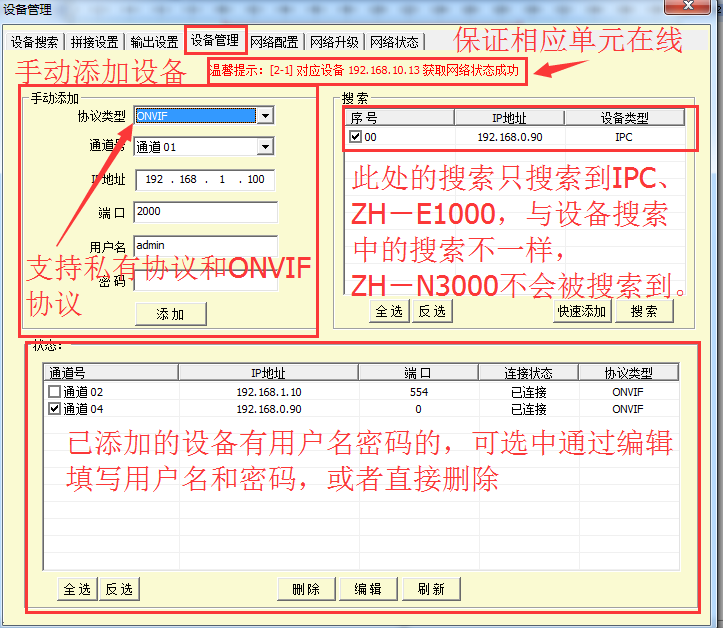 设备管理
设备搜索 拼接设置 输出设置 设备管理 网络配置 网络升级 网络状态
保证相应单元在线
手动添加设备
温馨提示：[2-1] 对应设备 192.168.10.13 获取网络状态成功
手动添加
协议类型 ONVIF
通道号 通道 01
IP地址 192 . 168 . 1 . 100
端 口 2000
用户名 admin
密 码
支持私有协议和ONVIF
协议
添 加
搜 索
序 号 IP地址 设备类型
00 192.168.0.90 IPC
此处的搜索只搜索到IPC、
ZH－E1000，与设备搜索
中的搜索不一样，
ZH－N3000不会被搜索到。
全 选 反 选 快速添加 搜 索
状态：
通道号 IP地址 端 口 连接状态 协议类型
通道 02 192.168.1.10 554 已连接 ONVIF
通道 04 192.168.0.90 0 已连接 ONVIF
已添加的设备有用户名密码的，可选中通过编辑
填写用户名和密码，或者直接删除
全 选 反 选 删 除 编 辑 刷 新